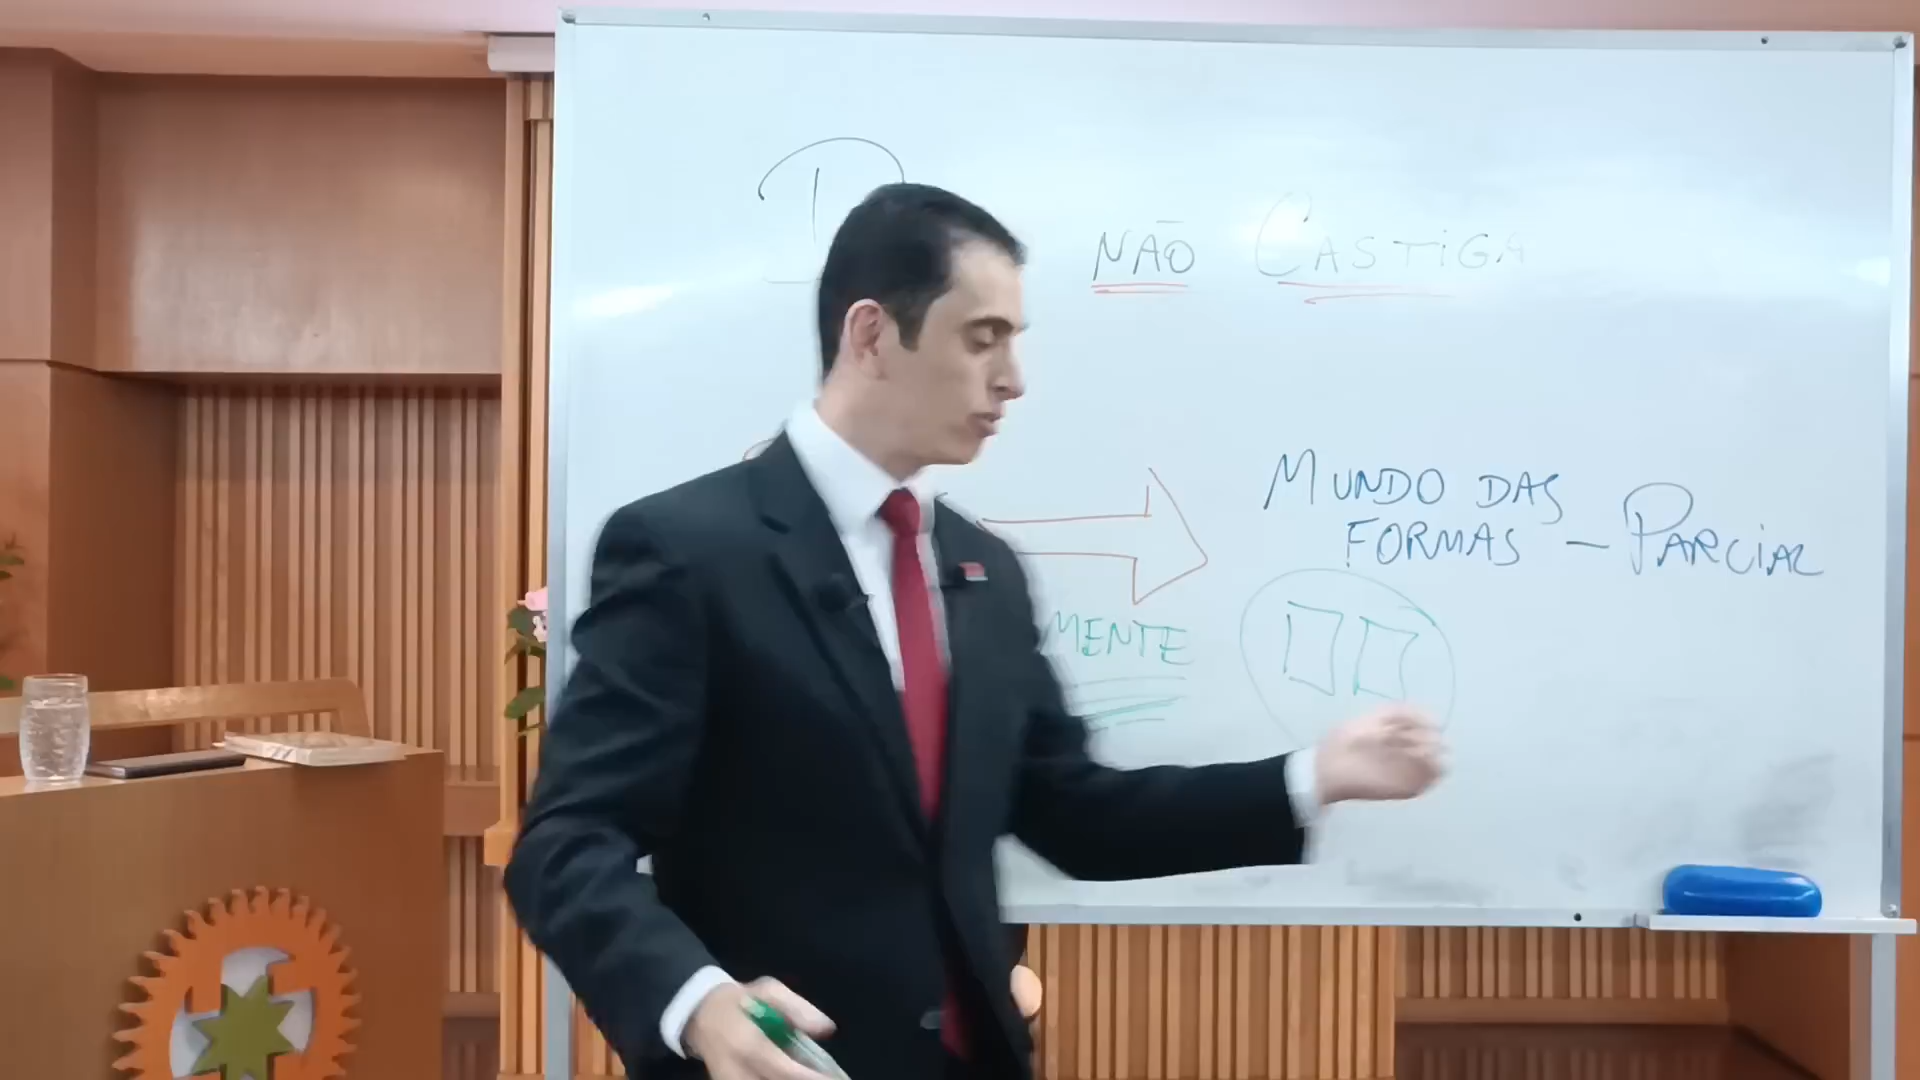 NÃO CASTIGA
MUNDO DAS
FORMAS – PARCIAL
MENTE